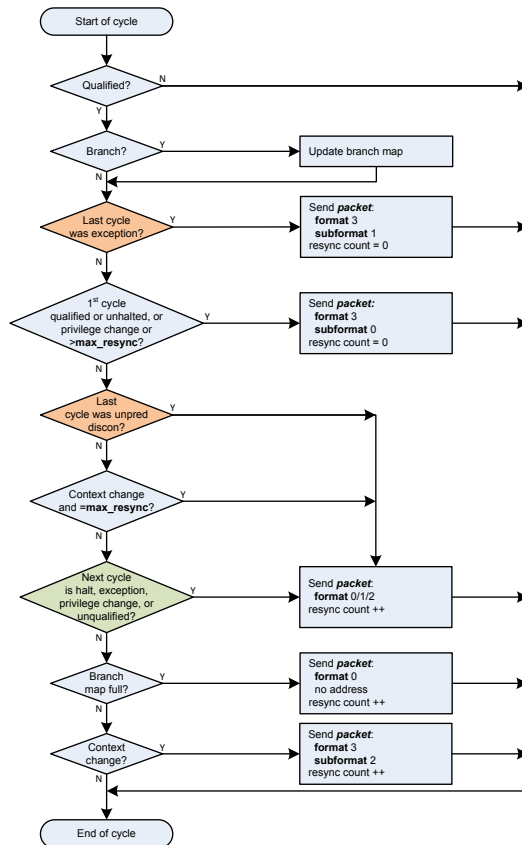 Start of cycle
Qualified?
N
Y
Branch?
Y
Update branch map
N
Last cycle
was exception?
Y
Send packet:
format 3
subformat 1
resync count = 0
N
1st cycle
qualified or unhalted, or
privilege change or
>max_resync?
Y
Send packet:
format 3
subformat 0
resync count = 0
N
Last
cycle was unpred
discon?
Y
N
Context change
and =max_resync?
Y
N
Next cycle
is halt, exception,
privilege change, or
unqualified?
Y
Send packet:
format 0/1/2
resync count ++
N
Branch
map full?
Y
Send packet:
format 0
no address
resync count ++
N
Context
change?
Y
Send packet:
format 3
subformat 2
resync count ++
N
End of cycle